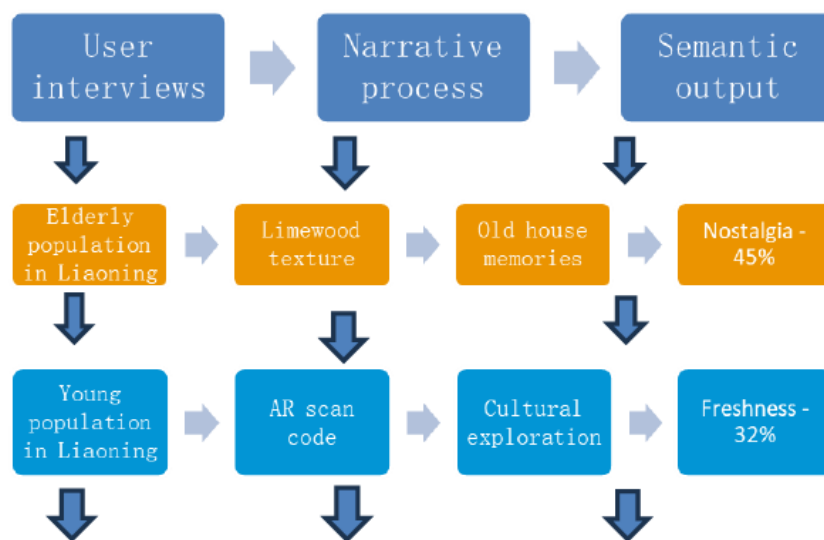 User
interviews
Narrative
process
Semantic
output
Elderly
population
in Liaoning
Limewood
texture
Old house
memories
Nostalgia -
45%
Young
population
in Liaoning
AR scan
code
Cultural
exploration
Freshness -
32%